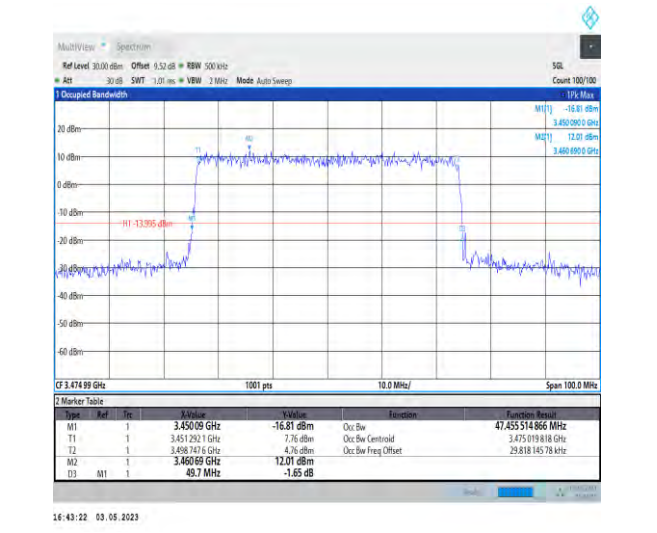 MultiView Spectrum
Ref Level 30.00 dBm Offset 9.52 dB RBW 500 kHz SGL
Att 30 dB SWT 1.01 ms VBW 2 MHz Mode Auto Sweep Count 100/100
1 Occupied Bandwidth 1Pk Max
M1[1] -16.81 dBm
3.450 090 0 GHz
M2[1] 12.01 dBm
3.460 690 0 GHz
20 dBm
10 dBm
0 dBm
-10 dBm
-20 dBm
-30 dBm
-40 dBm
-50 dBm
-60 dBm
T1
M2
H1 -13.995 dBm
M1
CF 3.474 99 GHz 1001 pts 10.0 MHz/ Span 100.0 MHz
2 Marker Table
Type Ref Trc X-Value Y-Value Function Function Result
M1 1 3.45009 GHz -16.81 dBm Occ Bw 47.455 514 866 MHz
T1 1 3.451 292 1 GHz 7.76 dBm Occ Bw Centroid 3.475 019 818 GHz
T2 1 3.498 747 6 GHz 4.76 dBm Occ Bw Freq Offset 29.818 145 78 kHz
M2 1 3.46069 GHz 12.01 dBm
D3 M1 1 49.7 MHz -1.65 dB
16:43:22 03.05.2023